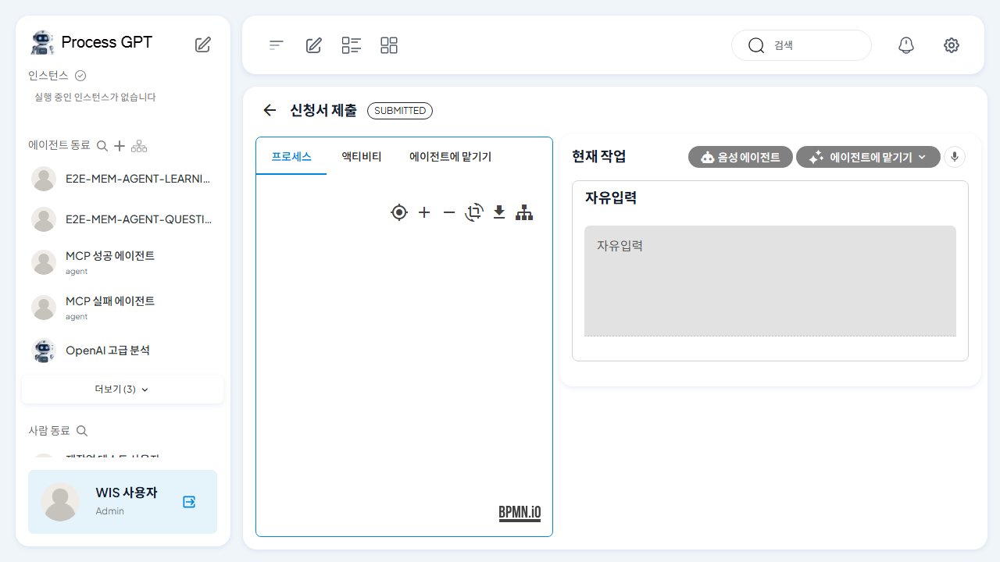 Process GPT
인스턴스
실행 중인 인스턴스가 없습니다
에이전트 동료
E2E-MEM-AGENT-LEARNI...
E2E-MEM-AGENT-QUESTI...
MCP 성공 에이전트
agent
MCP 실패 에이전트
agent
OpenAI 고급 분석
더보기 (3)
사람 동료
WIS 사용자
Admin
검색
신청서 제출
SUBMITTED
프로세스
액티비티
에이전트에 맡기기
BPMN.iO
현재 작업
음성 에이전트
에이전트에 맡기기
자유입력
자유입력